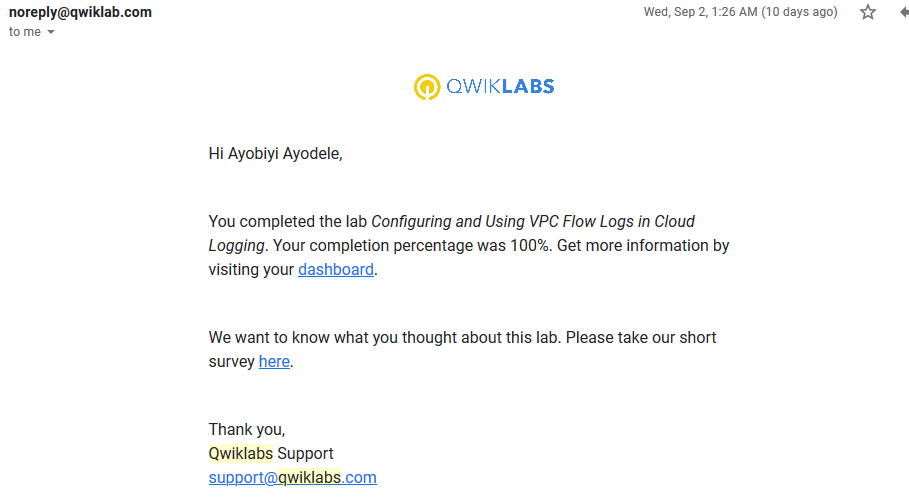 noreply@qwiklab.com
Wed, Sep 2, 1:26 AM (10 days ago)
to me
QWIKLABS
Hi Ayobiyi Ayodele,
You completed the lab Configuring and Using VPC Flow Logs in Cloud
Logging. Your completion percentage was 100%. Get more information by
visiting your dashboard.
We want to know what you thought about this lab. Please take our short
survey here.
Thank you,
Qwiklabs Support
support@qwiklabs.com